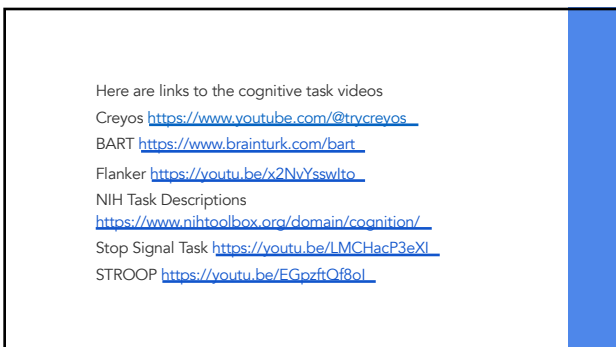 Here are links to the cognitive task videos
Creyos https://www.youtube.com/@trycreyos
BART https://www.brainturk.com/bart
Flanker https://youtu.be/x2NvYsswIto
NIH Task Descriptions
https://www.nihtoolbox.org/domain/cognition/
Stop Signal Task https://youtu.be/LMCHacP3eXI
STROOP https://youtu.be/EGpzftQf8oI